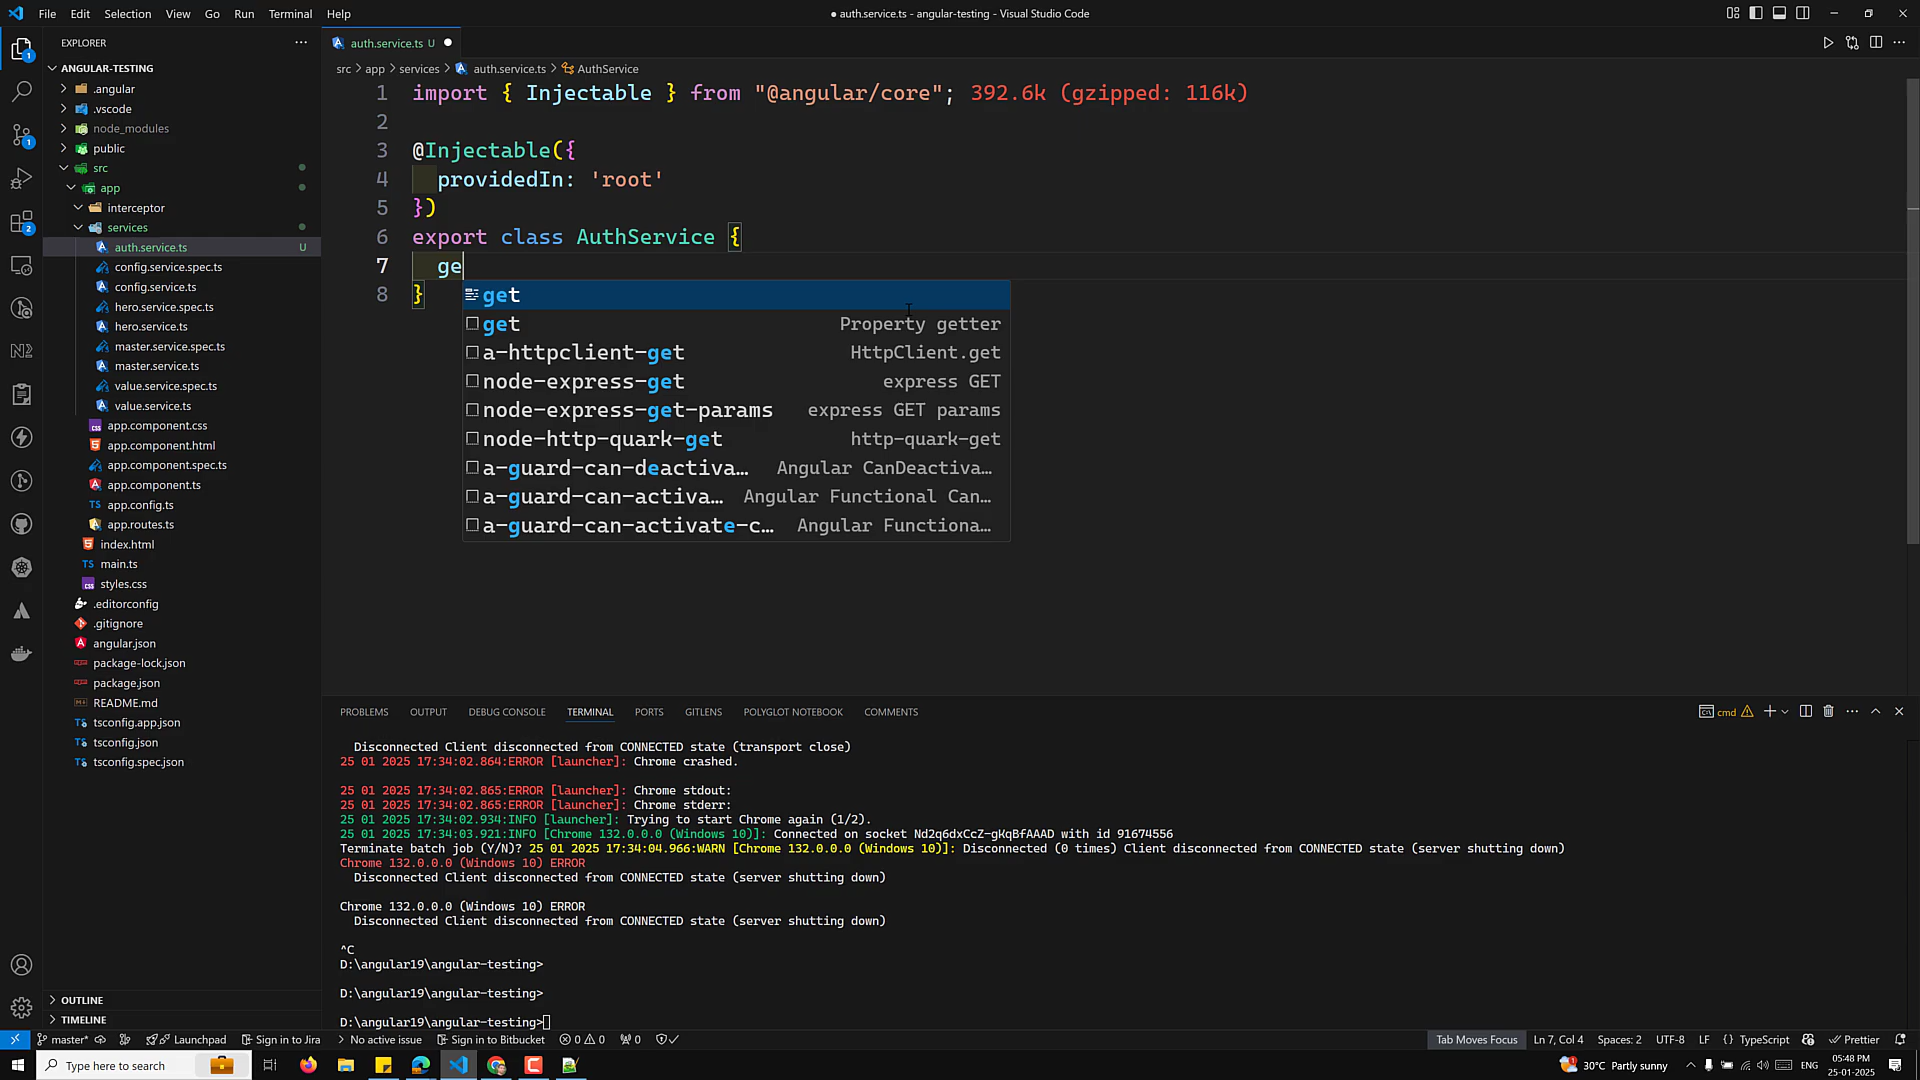 File Edit Selection View Go Run Terminal Help
● auth.service.ts - angular-testing - Visual Studio Code
EXPLORER
ANGULAR-TESTING
.angular
.vscode
node_modules
public
src
app
interceptor
services
auth.service.ts U
config.service.spec.ts
config.service.ts
hero.service.spec.ts
hero.service.ts
master.service.spec.ts
master.service.ts
value.service.spec.ts
value.service.ts
app.component.css
app.component.html
app.component.spec.ts
app.component.ts
app.config.ts
app.routes.ts
index.html
main.ts
styles.css
.editorconfig
.gitignore
angular.json
package-lock.json
package.json
README.md
tsconfig.app.json
tsconfig.json
tsconfig.spec.json
OUTLINE
TIMELINE
auth.service.ts U
src > app > services > auth.service.ts > AuthService
1 import { Injectable } from "@angular/core"; 392.6k (gzipped: 116k)
2
3 @Injectable({
4 providedIn: 'root'
5 })
6 export class AuthService {
7 ge
8 }
get
get Property getter
a-httpclient-get HttpClient.get
node-express-get express GET
node-express-get-params express GET params
node-http-quark-get http-quark-get
a-guard-can-deactiva… Angular CanDeactiva…
a-guard-can-activa… Angular Functional Can…
a-guard-can-activate-c… Angular Functiona…
PROBLEMS OUTPUT DEBUG CONSOLE TERMINAL PORTS GITLENS POLYGLOT NOTEBOOK COMMENTS
cmd
Disconnected Client disconnected from CONNECTED state (transport close)
25 01 2025 17:34:02.864:ERROR [launcher]: Chrome crashed.
25 01 2025 17:34:02.865:ERROR [launcher]: Chrome stdout:
25 01 2025 17:34:02.865:ERROR [launcher]: Chrome stderr:
25 01 2025 17:34:02.934:INFO [launcher]: Trying to start Chrome again (1/2).
25 01 2025 17:34:03.921:INFO [Chrome 132.0.0.0 (Windows 10)]: Connected on socket Nd2q6dxCcZ-gKqBfAAAD with id 91674556
Terminate batch job (Y/N)? 25 01 2025 17:34:04.966:WARN [Chrome 132.0.0.0 (Windows 10)]: Disconnected (0 times) Client disconnected from CONNECTED state (server shutting down)
Chrome 132.0.0.0 (Windows 10) ERROR
Disconnected Client disconnected from CONNECTED state (server shutting down)
Chrome 132.0.0.0 (Windows 10) ERROR
Disconnected Client disconnected from CONNECTED state (server shutting down)
^C
D:\angular19\angular-testing>
D:\angular19\angular-testing>
D:\angular19\angular-testing>
master* Launchpad Sign in to Jira No active issue Sign in to Bitbucket 0 0 0 Tab Moves Focus Ln 7, Col 4 Spaces: 2 UTF-8 LF {} TypeScript Prettier
Type here to search 30°C Partly sunny ENG 05:48 PM
25-01-2025